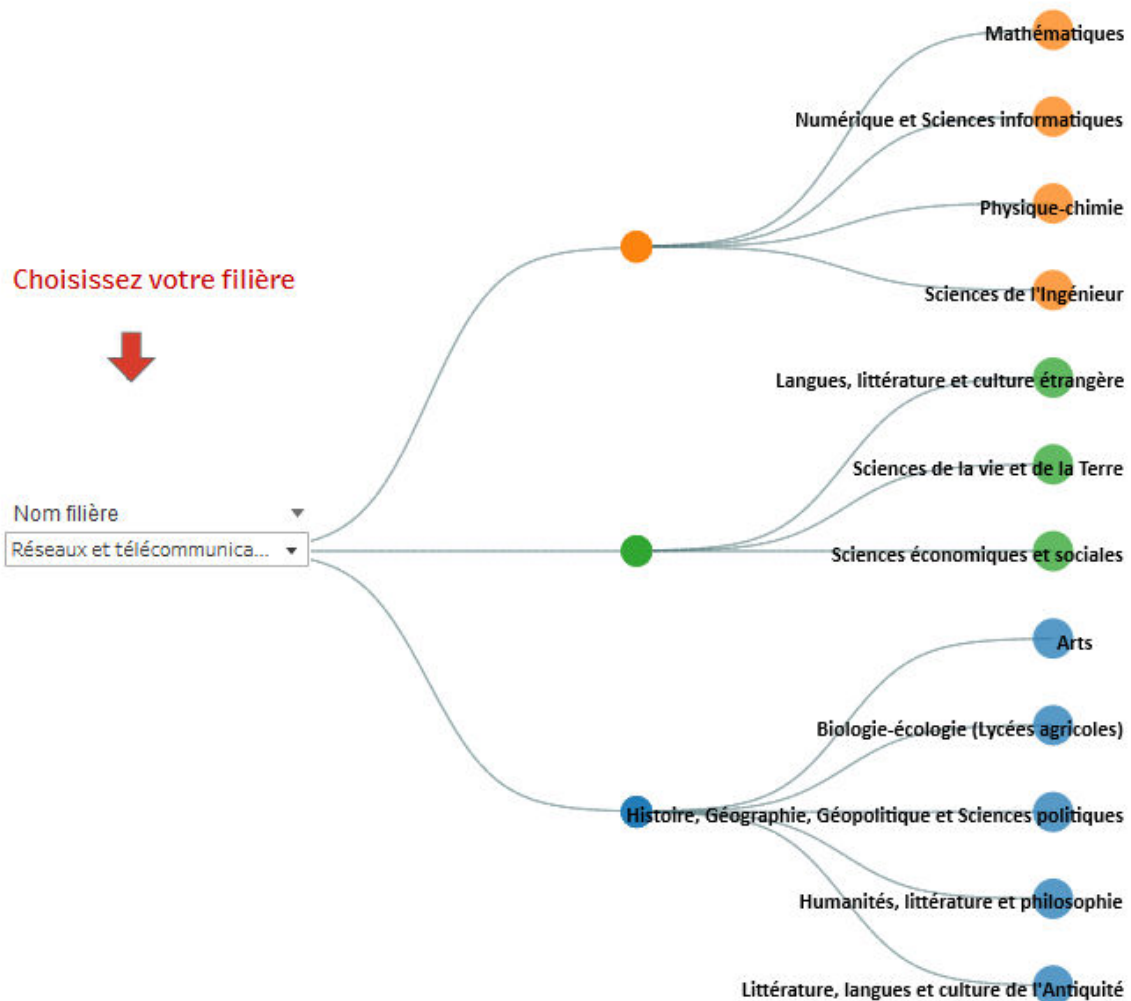 Mathématiques
Numérique et Sciences informatiques
Physique-chimie
Choisissez votre filière
Sciences de l'Ingénieur
Langues, littérature et culture étrangère
Sciences de la vie et de la Terre
Nom filière
Réseaux et télécommunica...
Sciences économiques et sociales
Arts
Biologie-écologie (Lycées agricoles)
Histoire, Géographie, Géopolitique et Sciences politiques
Humanités, littérature et philosophie
Littérature, langues et culture de l'Antiquité